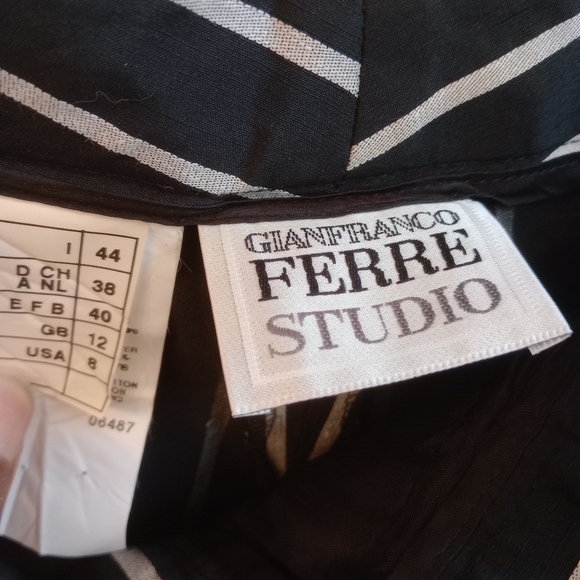 GIANFRANCO
FERRE
STUDIO
I 44
D CH
A NL 38
E F B 40
GB 12
USA 8
06487